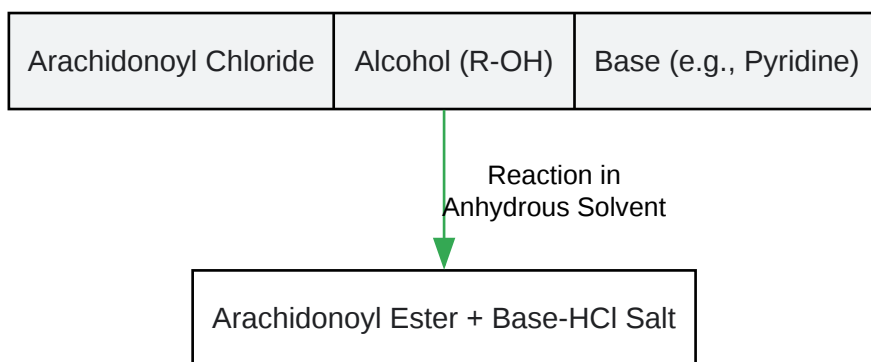 Arachidonoyl Chloride Alcohol (R-OH) Base (e.g., Pyridine)
Reaction in
Anhydrous Solvent
Arachidonoyl Ester + Base-HCl Salt